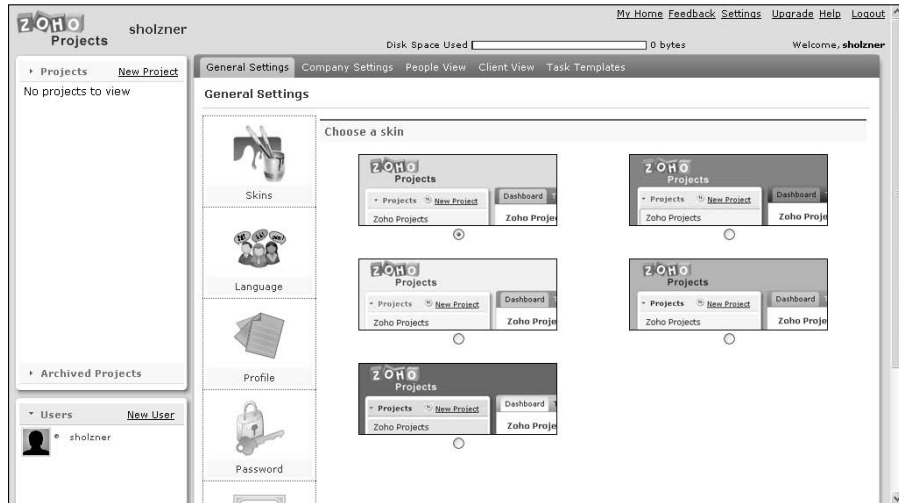 ZOHO
Projects
sholzner
My Home Feedback Settings Upgrade Help Logout
Disk Space Used 0 bytes
Welcome, sholzner
Projects New Project
No projects to view
Archived Projects
Users New User
sholzner
General Settings Company Settings People View Client View Task Templates
General Settings
Skins
Language
Profile
Password
Choose a skin
ZOHO
Projects
Projects New Project
Dashboard
Zoho Projects
Zoho Proje
ZOHO
Projects
Projects New Project
Dashboard
Zoho Projects
Zoho Proje
ZOHO
Projects
Projects New Project
Dashboard
Zoho Projects
Zoho Proje
ZOHO
Projects
Projects New Project
Dashboard
Zoho Projects
Zoho Proje
ZOHO
Projects
Projects New Project
Dashboard
Zoho Projects
Zoho Proje